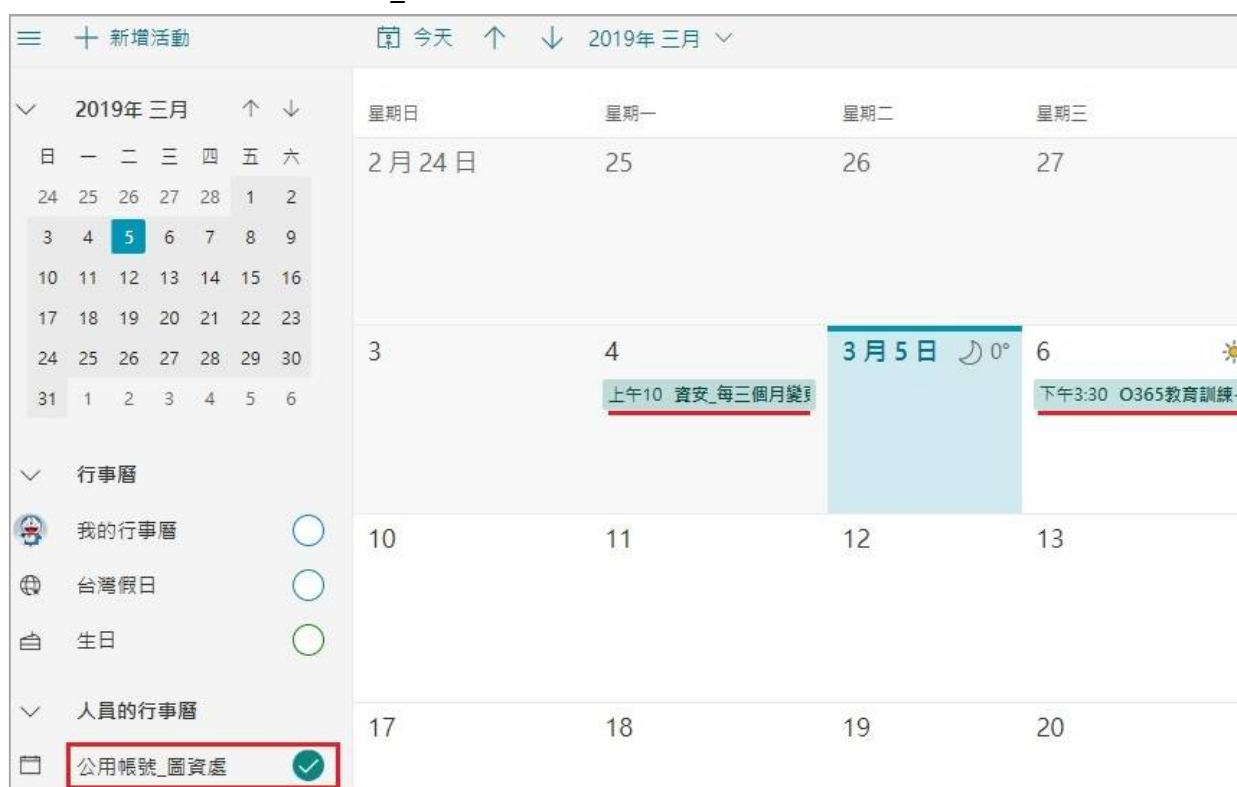 新增活動 今天 2019年 三月
2019年 三月
日 一 二 三 四 五 六
24 25 26 27 28 1 2
3 4 5 6 7 8 9
10 11 12 13 14 15 16
17 18 19 20 21 22 23
24 25 26 27 28 29 30
31 1 2 3 4 5 6
行事曆
我的行事曆
台灣假日
生日
人員的行事曆
公用帳號_圖資處
星期日 星期一 星期二 星期三
2 月 24 日 25 26 27
3 4 3 月 5 日 0° 6
上午10 資安_每三個月變更 下午3:30 O365教育訓練-
10 11 12 13
17 18 19 20